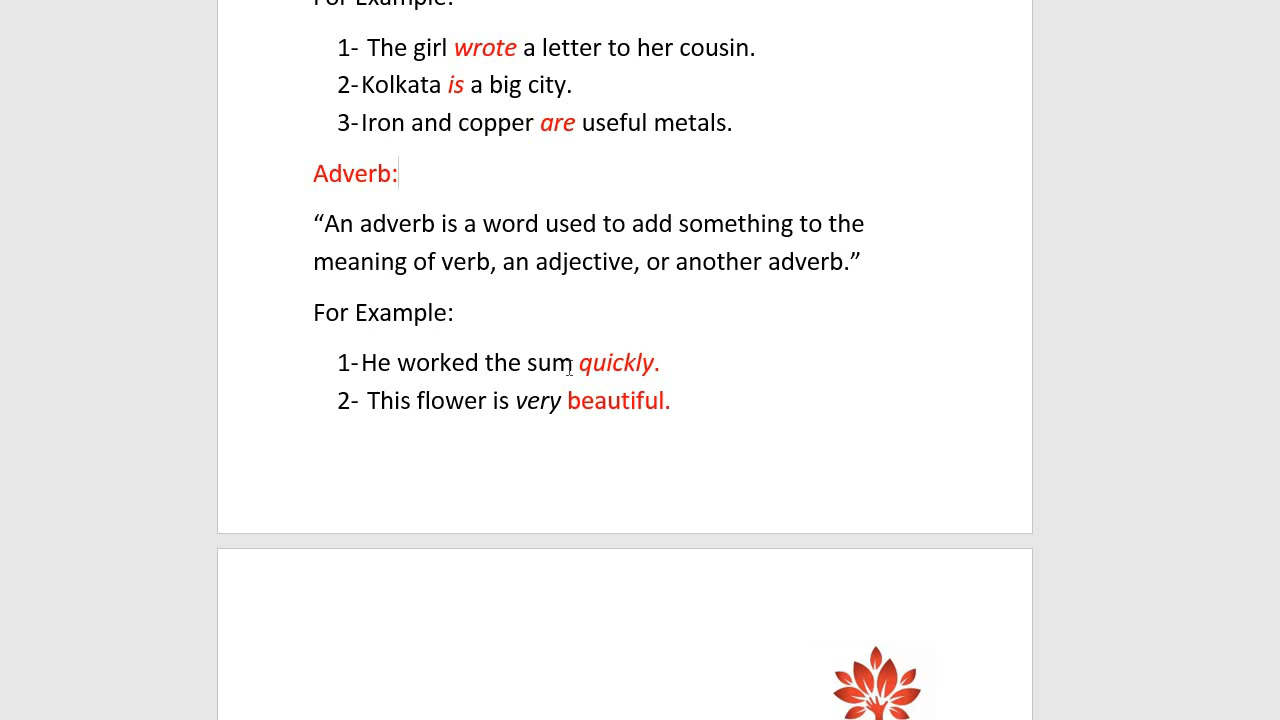 For Example:
1- The girl wrote a letter to her cousin.
2-Kolkata is a big city.
3-Iron and copper are useful metals.
Adverb:
“An adverb is a word used to add something to the
meaning of verb, an adjective, or another adverb.”
For Example:
1-He worked the sum quickly.
2- This flower is very beautiful.